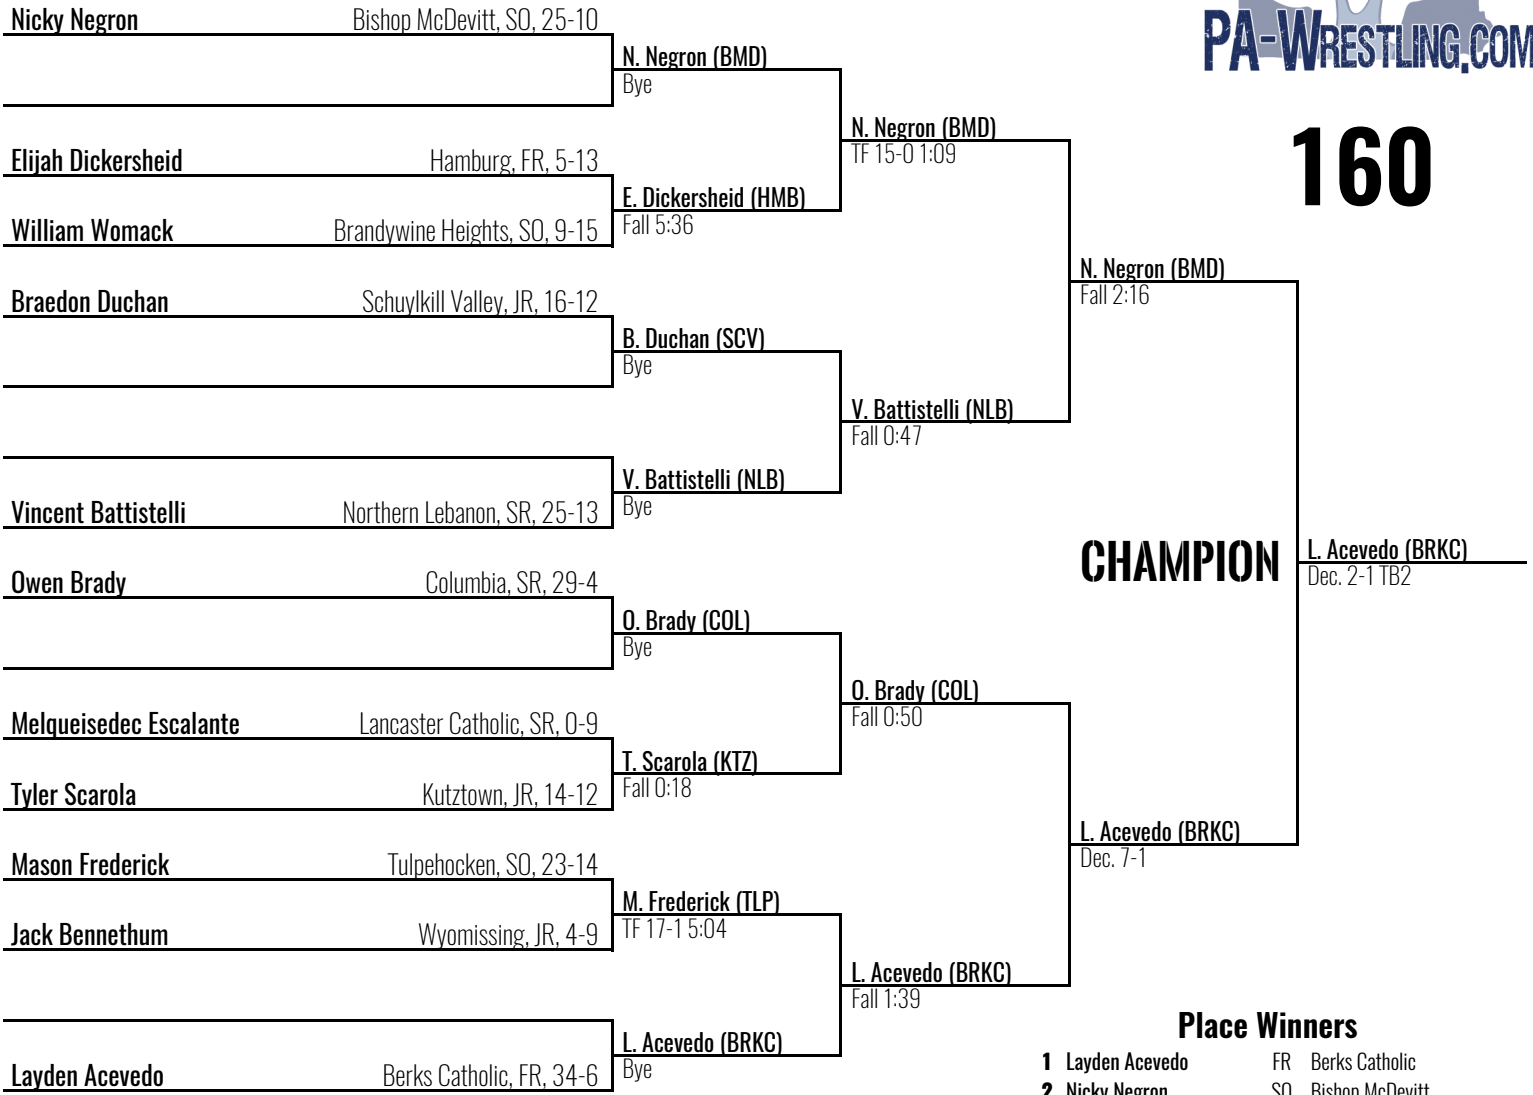 PA-WRESTLING.COM
160
Nicky Negron Bishop McDevitt, SO, 25-10
N. Negron (BMD)
Bye
N. Negron (BMD)
TF 15-0 1:09
Elijah Dickersheid Hamburg, FR, 5-13
E. Dickersheid (HMB)
Fall 5:36
William Womack Brandywine Heights, SO, 9-15
N. Negron (BMD)
Fall 2:16
Braedon Duchan Schuylkill Valley, JR, 16-12
B. Duchan (SCV)
Bye
V. Battistelli (NLB)
Fall 0:47
V. Battistelli (NLB)
Bye
Vincent Battistelli Northern Lebanon, SR, 25-13
CHAMPION
L. Acevedo (BRKC)
Dec. 2-1 TB2
Owen Brady Columbia, SR, 29-4
O. Brady (COL)
Bye
O. Brady (COL)
Fall 0:50
Melqueisedec Escalante Lancaster Catholic, SR, 0-9
T. Scarola (KTZ)
Fall 0:18
Tyler Scarola Kutztown, JR, 14-12
L. Acevedo (BRKC)
Dec. 7-1
Mason Frederick Tulpehocken, SO, 23-14
M. Frederick (TLP)
TF 17-1 5:04
Jack Bennethum Wyomissing, JR, 4-9
L. Acevedo (BRKC)
Fall 1:39
L. Acevedo (BRKC)
Bye
Layden Acevedo Berks Catholic, FR, 34-6
Place Winners
1 Layden Acevedo FR Berks Catholic
2 Nicky Negron SO Bishop McDevitt